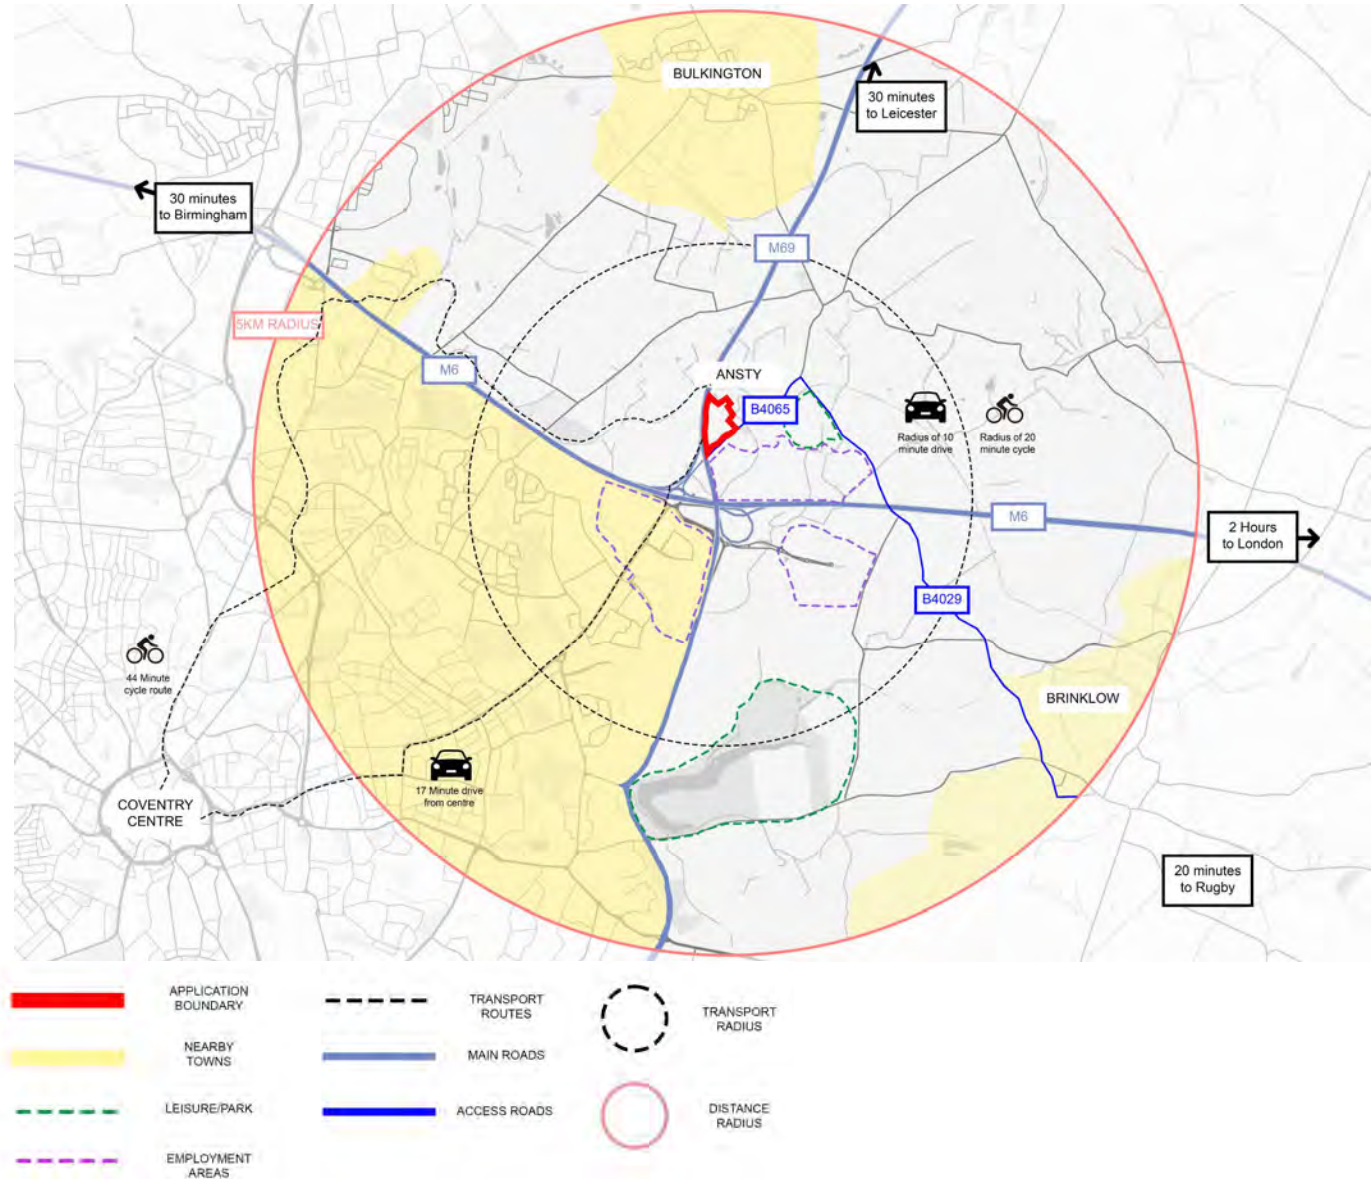 BULKINGTON
30 minutes
to Leicester
30 minutes
to Birmingham
M69
5KM RADIUS
M6
ANSTY
B4065
Radius of 10
minute drive
Radius of 20
minute cycle
M6
2 Hours
to London
B4029
44 Minute
cycle route
BRINKLOW
17 Minute drive
from centre
COVENTRY
CENTRE
20 minutes
to Rugby
APPLICATION
BOUNDARY
TRANSPORT
ROUTES
TRANSPORT
RADIUS
NEARBY
TOWNS
MAIN ROADS
LEISURE/PARK
ACCESS ROADS
DISTANCE
RADIUS
EMPLOYMENT
AREAS